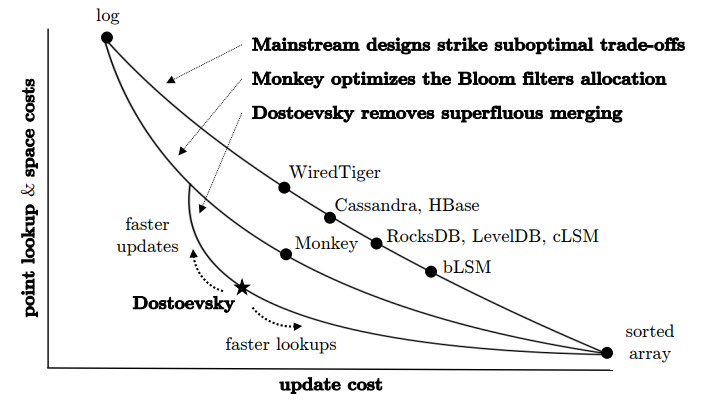 log
Mainstream designs strike suboptimal trade-offs
Monkey optimizes the Bloom filters allocation
Dostoevsky removes superfluous merging
point lookup & space costs
WiredTiger
Cassandra, HBase
RocksDB, LevelDB, cLSM
bLSM
faster
updates
Monkey
Dostoevsky
faster lookups
sorted
array
update cost